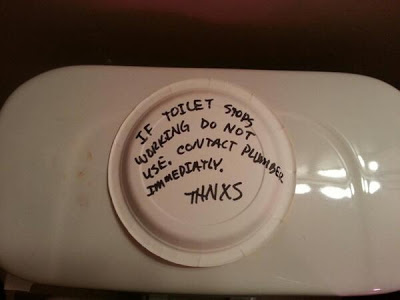 IF TOILET STOPS
WORKING DO NOT
USE. CONTACT PLUMBER
IMMEDIATLY.
THNXS